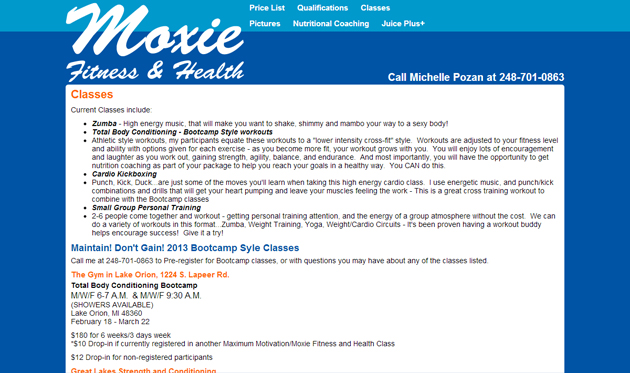 Price List Qualifications Classes
Pictures Nutritional Coaching Juice Plus+
Moxie
Fitness & Health
Call Michelle Pozan at 248-701-0863
Classes
Current Classes include:
Zumba - High energy music, that will make you want to shake, shimmy and mambo your way to a sexy body!
Total Body Conditioning - Bootcamp Style workouts
Athletic style workouts, my participants equate these workouts to a "lower intensity cross-fit" style. Workouts are adjusted to your fitness level
and ability with options given for each exercise - as you become more fit, your workout grows with you. You will enjoy lots of encouragement
and laughter as you work out, gaining strength, agility, balance, and endurance. And most importantly, you will have the opportunity to get
nutrition coaching as part of your package to help you reach your goals in a healthy way. You CAN do this.
Cardio Kickboxing
Punch, Kick, Duck...are just some of the moves you'll learn when taking this high energy cardio class. I use energetic music, and punch/kick
combinations and drills that will get your heart pumping and leave your muscles feeling the work - This is a great cross training workout to
combine with the Bootcamp classes
Small Group Personal Training
2-6 people come together and workout - getting personal training attention, and the energy of a group atmosphere without the cost. We can
do a variety of workouts in this format...Zumba, Weight Training, Yoga, Weight/Cardio Circuits - It's been proven having a workout buddy
helps encourage success! Give it a try!
Maintain! Don't Gain! 2013 Bootcamp Syle Classes
Call me at 248-701-0863 to Pre-register for Bootcamp classes, or with questions you may have about any of the classes listed.
The Gym in Lake Orion, 1224 S. Lapeer Rd.
Total Body Conditioning Bootcamp
M/W/F 6-7 A.M. & M/W/F 9:30 A.M.
(SHOWERS AVAILABLE)
Lake Orion, MI 48360
February 18 - March 22
$180 for 6 weeks/3 days week
*$10 Drop-in if currently registered in another Maximum Motivation/Moxie Fitness and Health Class
$12 Drop-in for non-registered participants
Great Lakes Strength and Conditioning